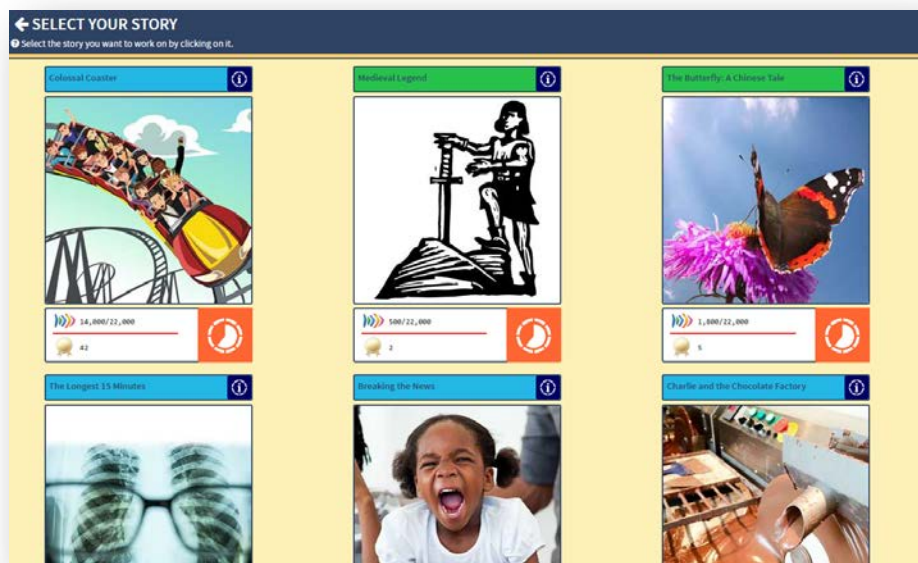 SELECT YOUR STORY
Select the story you want to work on by clicking on it.
Colossal Coaster
Medieval Legend
The Butterfly: A Chinese Tale
14,000/22,000
500/22,000
1,800/22,000
42
2
5
The Longest 15 Minutes
Breaking the News
Charlie and the Chocolate Factory